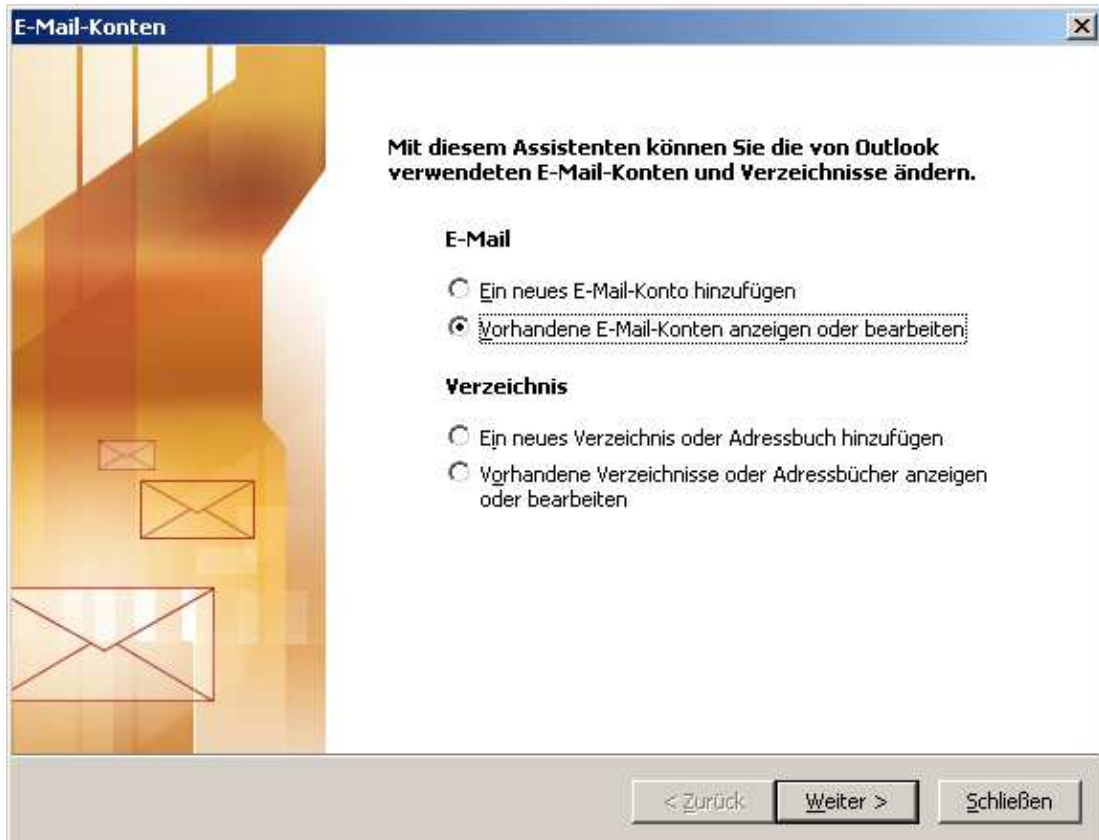 E-Mail-Konten
Mit diesem Assistenten können Sie die von Outlook
verwendeten E-Mail-Konten und Verzeichnisse ändern.
E-Mail
Ein neues E-Mail-Konto hinzufügen
Vorhandene E-Mail-Konten anzeigen oder bearbeiten
Verzeichnis
Ein neues Verzeichnis oder Adressbuch hinzufügen
Vorhandene Verzeichnisse oder Adressbücher anzeigen
oder bearbeiten
< Zurück Weiter > Schließen